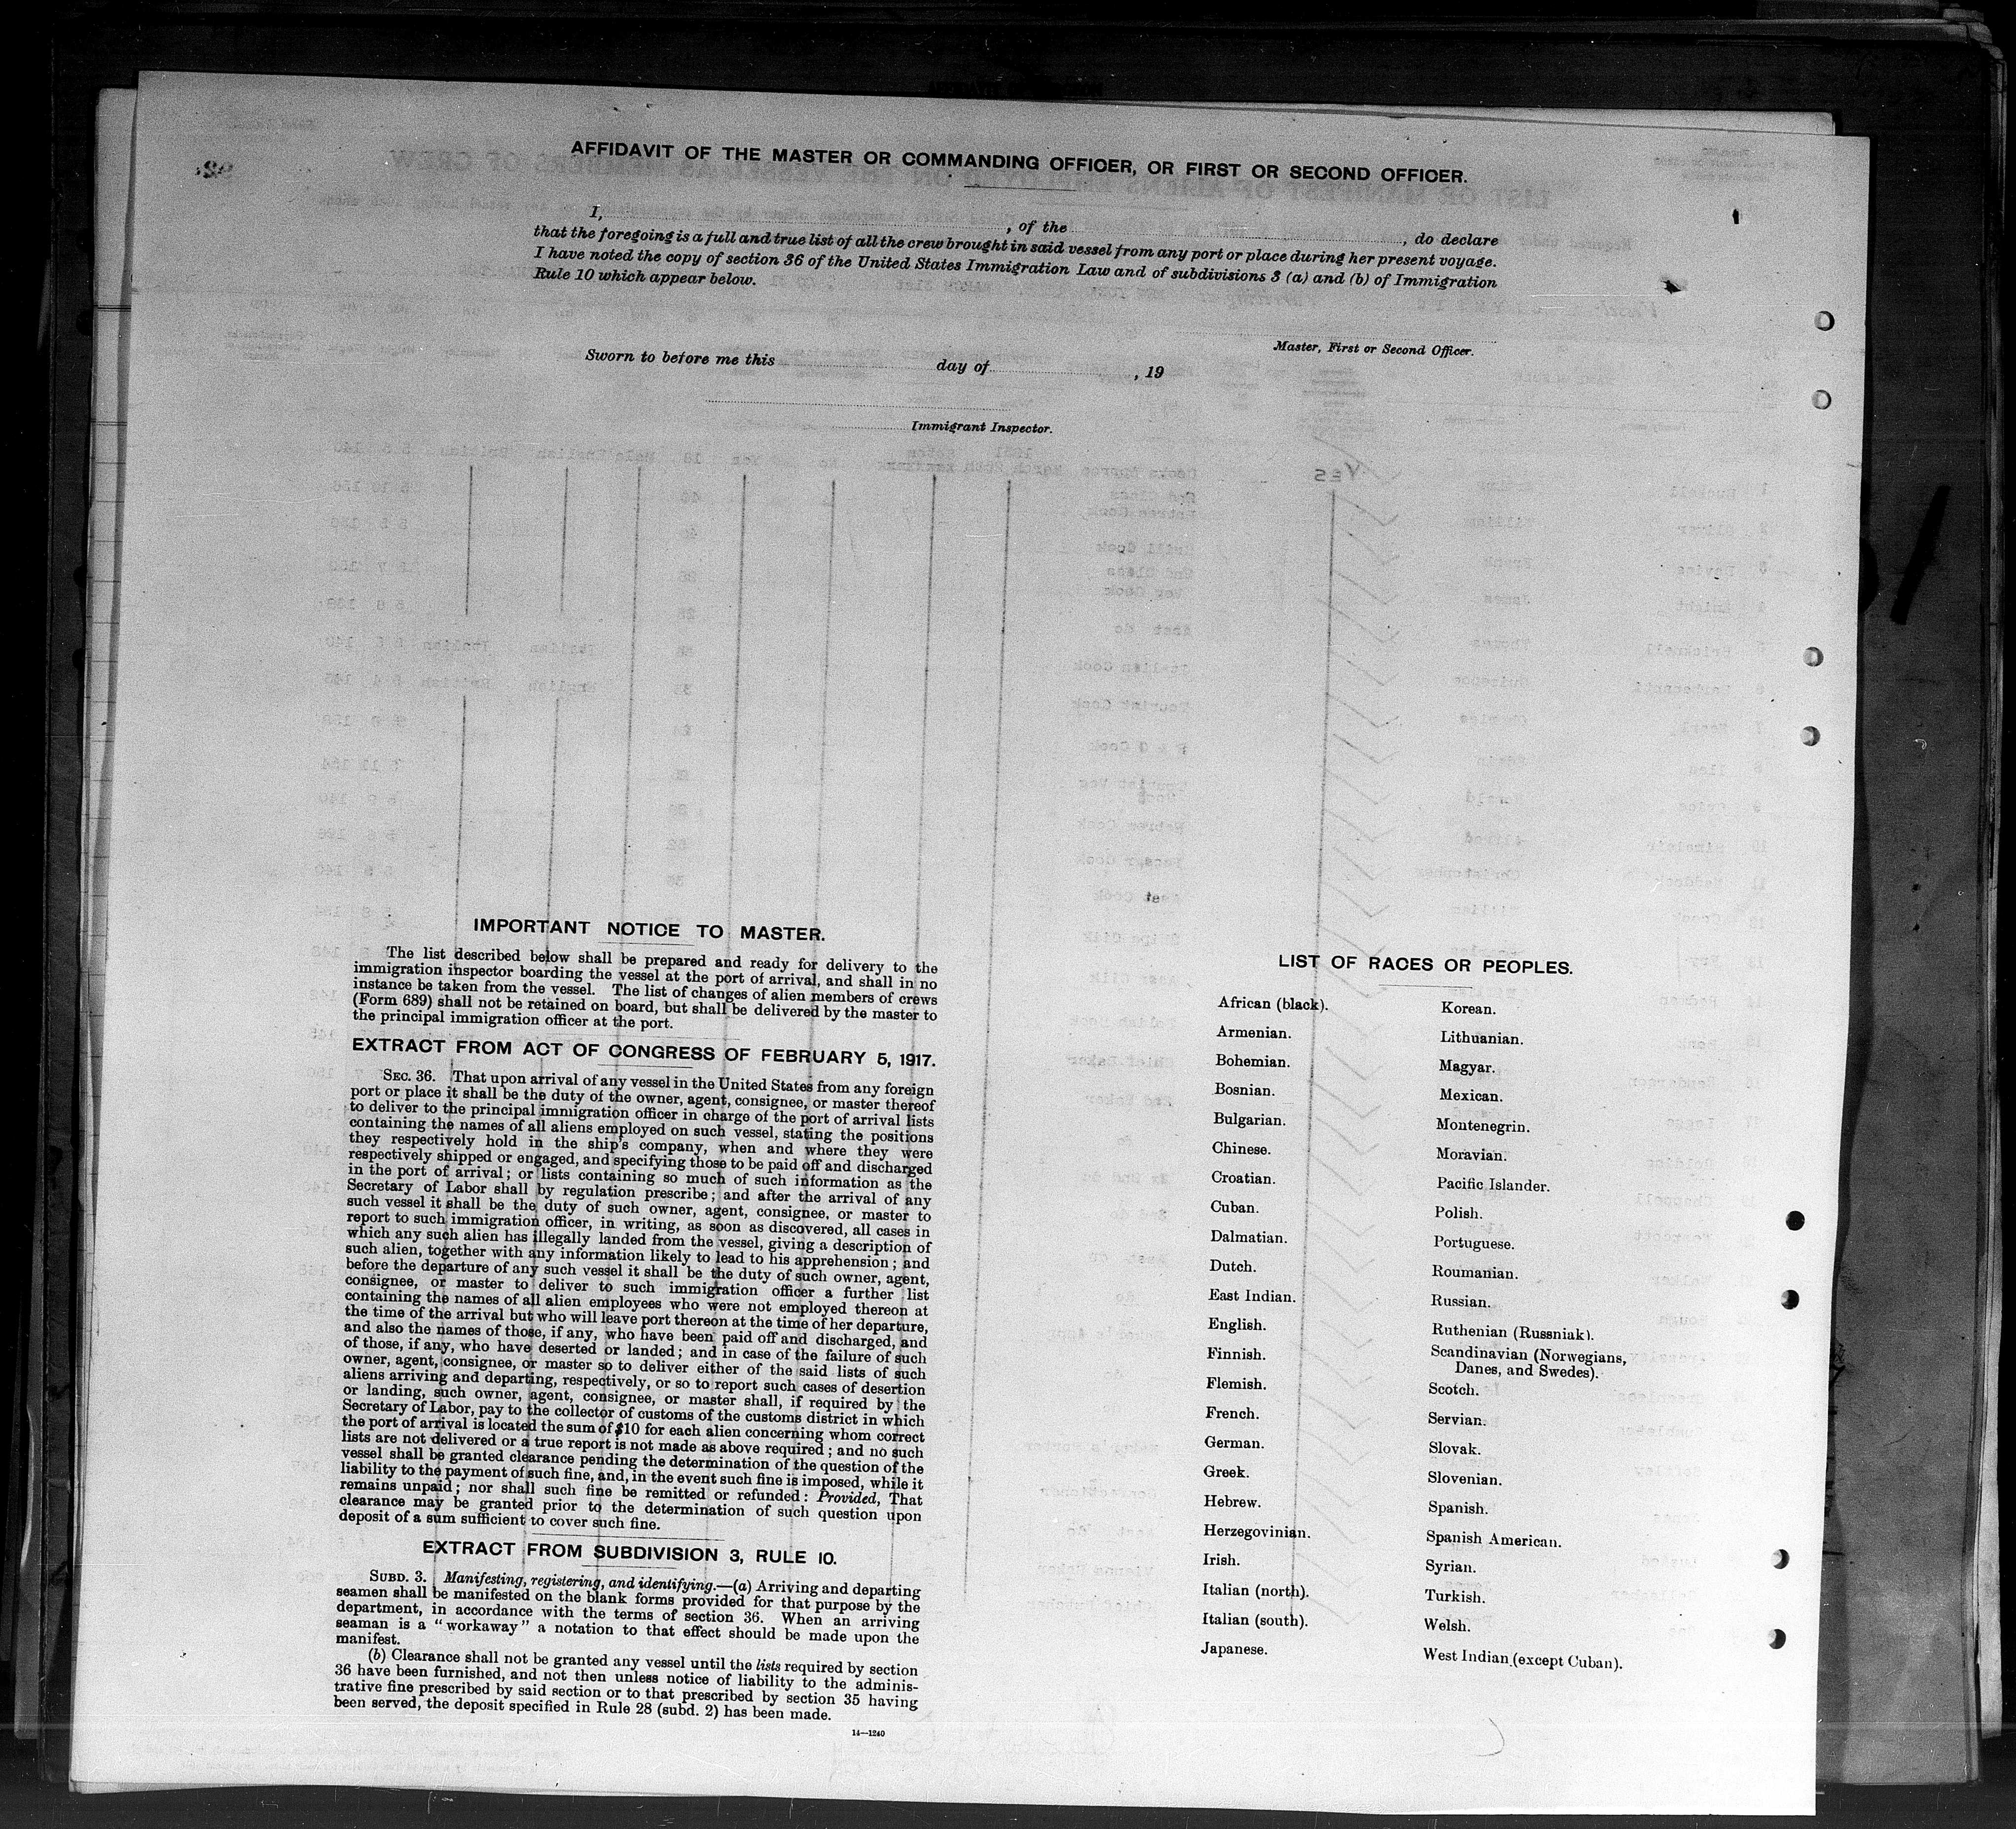 AFFIDAVIT OF THE MASTER OR COMMANDING OFFICER, OR FIRST OR SECOND OFFICER.
I, , of the , do declare
that the foregoing is a full and true list of all the crew brought in said vessel from any port or place during her present voyage.
I have noted the copy of section 36 of the United States Immigration Law and of subdivisions 3 (a) and (b) of Immigration
Rule 10 which appear below.
Master, First or Second Officer.
Sworn to before me this day of , 19
Immigrant Inspector.
IMPORTANT NOTICE TO MASTER.
The list described below shall be prepared and ready for delivery to the
immigration inspector boarding the vessel at the port of arrival, and shall in no
instance be taken from the vessel. The list of changes of alien members of crews
(Form 689) shall not be retained on board, but shall be delivered by the master to
the principal immigration officer at the port.
EXTRACT FROM ACT OF CONGRESS OF FEBRUARY 5, 1917.
SEC. 36. That upon arrival of any vessel in the United States from any foreign
port or place it shall be the duty of the owner, agent, consignee, or master thereof
to deliver to the principal immigration officer in charge of the port of arrival lists
containing the names of all aliens employed on such vessel, stating the positions
they respectively hold in the ship's company, when and where they were
respectively shipped or engaged, and specifying those to be paid off and discharged
in the port of arrival; or lists containing so much of such information as the
Secretary of Labor shall by regulation prescribe; and after the arrival of any
such vessel it shall be the duty of such owner, agent, consignee, or master to
report to such immigration officer, in writing, as soon as discovered, all cases in
which any such alien has illegally landed from the vessel, giving a description of
such alien, together with any information likely to lead to his apprehension; and
before the departure of any such vessel it shall be the duty of such owner, agent,
consignee, or master to deliver to such immigration officer a further list
containing the names of all alien employees who were not employed thereon at
the time of the arrival but who will leave port thereon at the time of her departure,
and also the names of those, if any, who have been paid off and discharged, and
of those, if any, who have deserted or landed; and in case of the failure of such
owner, agent, consignee, or master so to deliver either of the said lists of such
aliens arriving and departing, respectively, or so to report such cases of desertion
or landing, such owner, agent, consignee, or master shall, if required by the
Secretary of Labor, pay to the collector of customs of the customs district in which
the port of arrival is located the sum of $10 for each alien concerning whom correct
lists are not delivered or a true report is not made as above required; and no such
vessel shall be granted clearance pending the determination of the question of the
liability to the payment of such fine, and, in the event such fine is imposed, while it
remains unpaid; nor shall such fine be remitted or refunded: Provided, That
clearance may be granted prior to the determination of such question upon
deposit of a sum sufficient to cover such fine.
EXTRACT FROM SUBDIVISION 3, RULE 10.
SUBD. 3. Manifesting, registering, and identifying.—(a) Arriving and departing
seamen shall be manifested on the blank forms provided for that purpose by the
department, in accordance with the terms of section 36. When an arriving
seaman is a "workaway" a notation to that effect should be made upon the
manifest.
(b) Clearance shall not be granted any vessel until the lists required by section
36 have been furnished, and not then unless notice of liability to the adminis-
trative fine prescribed by said section or to that prescribed by section 35 having
been served, the deposit specified in Rule 28 (subd. 2) has been made.
14—1240
LIST OF RACES OR PEOPLES.
African (black).
Armenian.
Bohemian.
Bosnian.
Bulgarian.
Chinese.
Croatian.
Cuban.
Dalmatian.
Dutch.
East Indian.
English.
Finnish.
Flemish.
French.
German.
Greek.
Hebrew.
Herzegovinian.
Irish.
Italian (north).
Italian (south).
Japanese.
Korean.
Lithuanian.
Magyar.
Mexican.
Montenegrin.
Moravian.
Pacific Islander.
Polish.
Portuguese.
Roumanian.
Russian.
Ruthenian (Russniak).
Scandinavian (Norwegians,
Danes, and Swedes).
Scotch.
Servian.
Slovak.
Slovenian.
Spanish.
Spanish American.
Syrian.
Turkish.
Welsh.
West Indian (except Cuban).